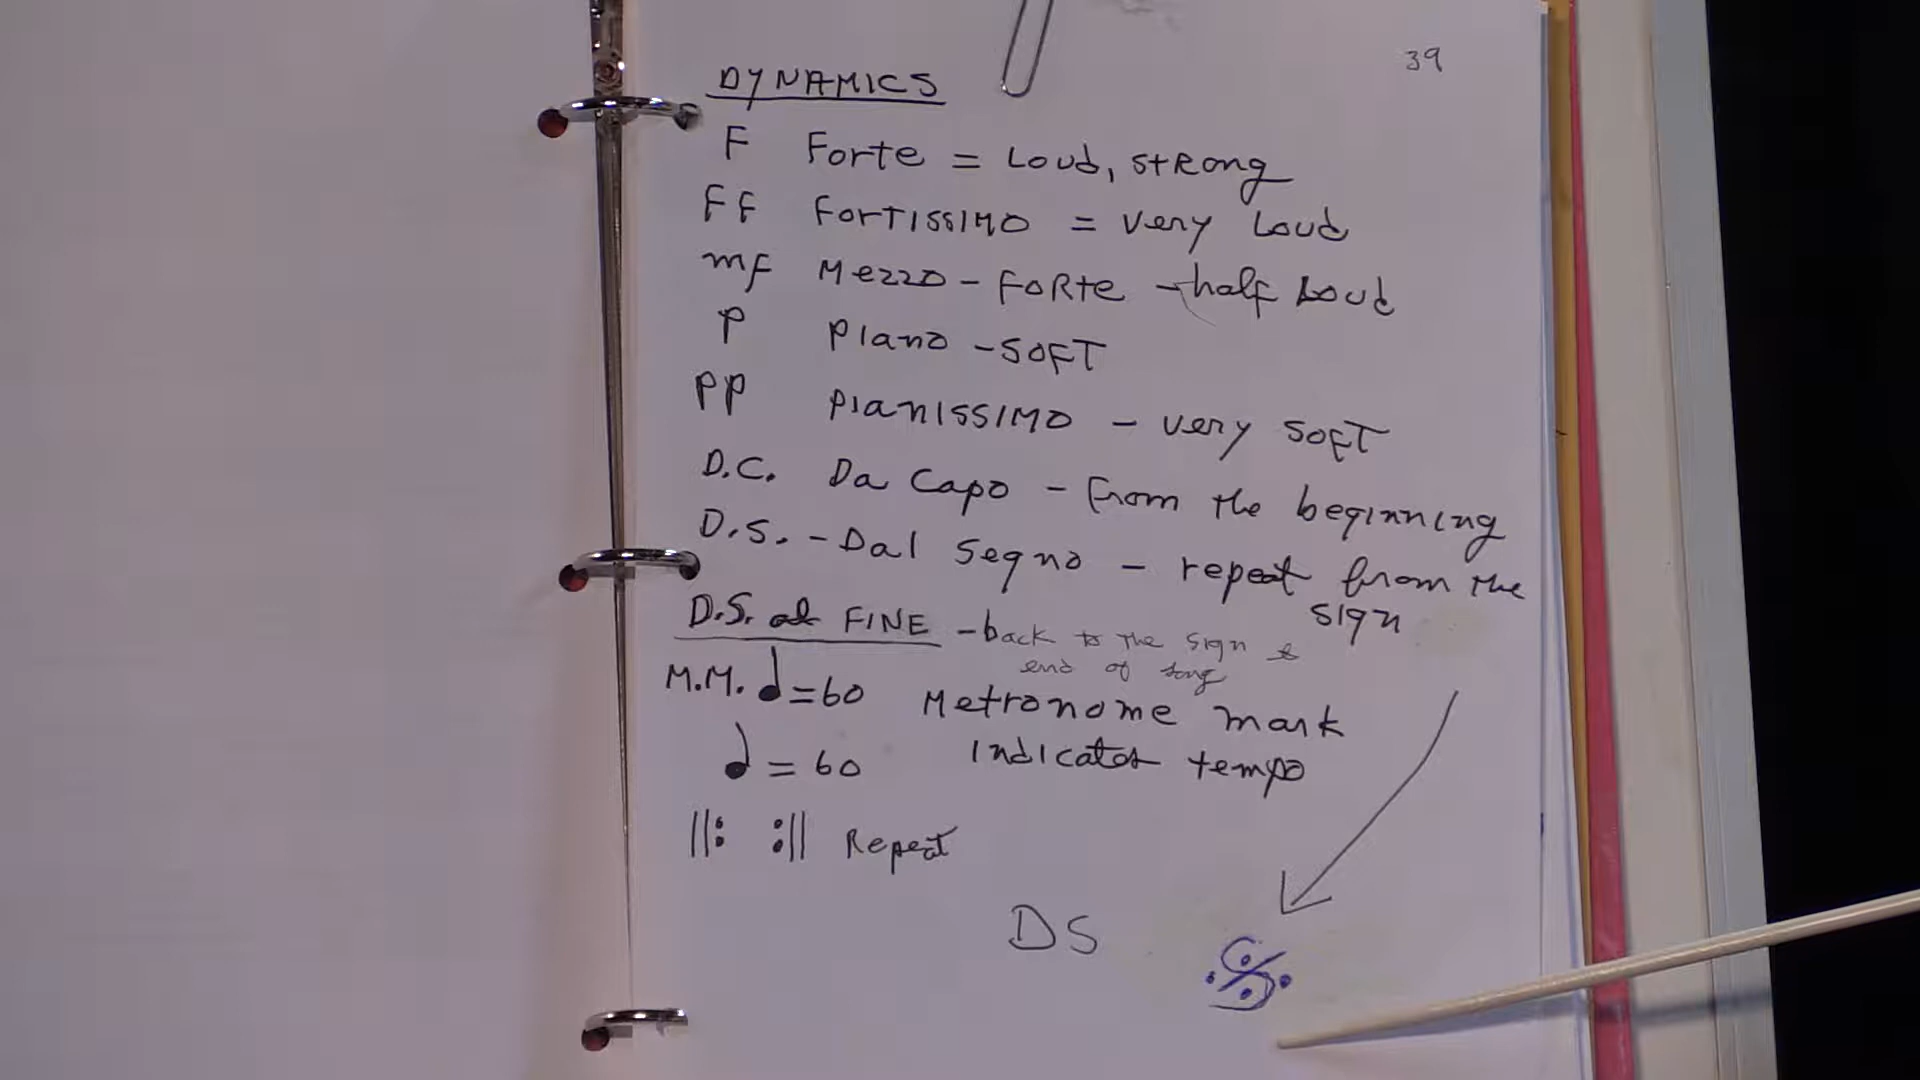 39
DYNAMICS
F Forte = Loud, strong
FF Fortissimo = very Loud
mf Mezzo - Forte - half Loud
P Piano - SOFT
PP Pianissimo - very SOFT
D.C. Da Capo - From the beginning
D.S. - Dal Segno - repeat from the
sign
D.S. al FINE - back to the sign &
end of song
M.M. ♩=60 Metronome mark
♩ = 60 indicates tempo
||: :|| Repeat
DS 𝄋